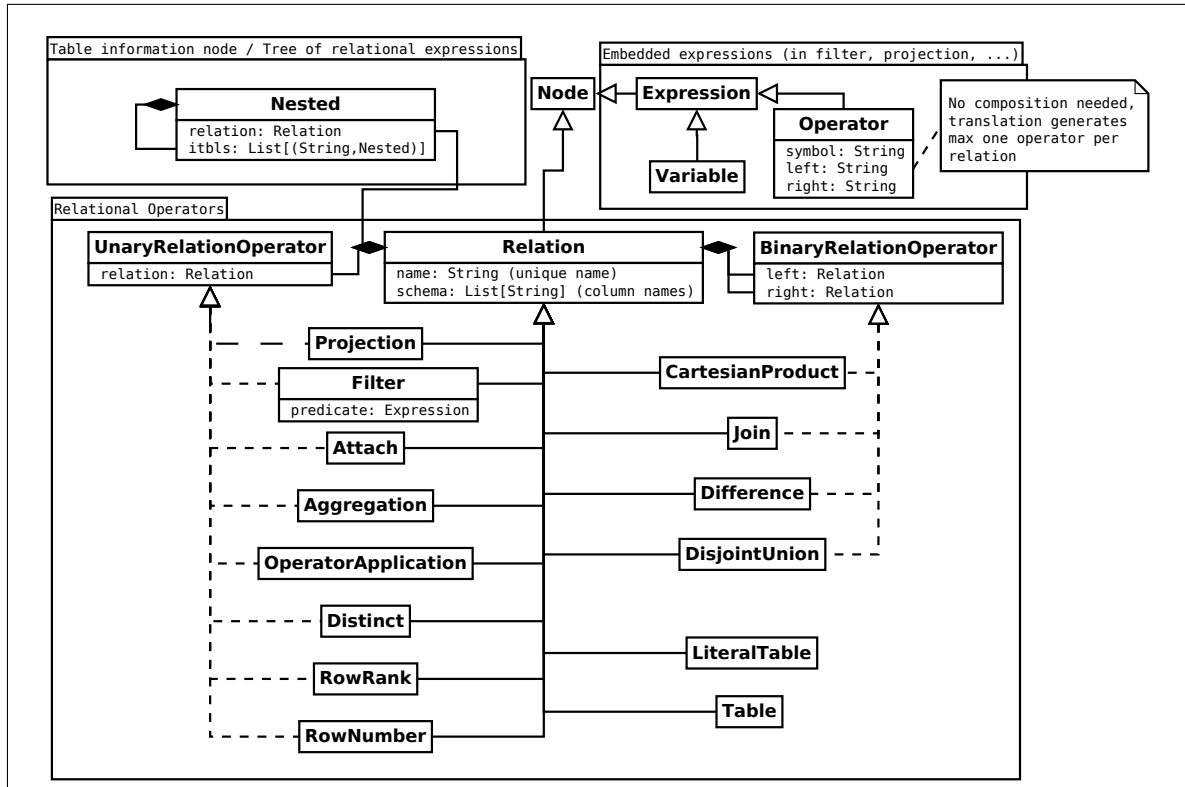 Table information node / Tree of relational expressions
Nested
relation: Relation
itbls: List[(String,Nested)]
Embedded expressions (in filter, projection, ...)
Node
Expression
Variable
Operator
symbol: String
left: String
right: String
No composition needed,
translation generates
max one operator per
relation
Relational Operators
UnaryRelationOperator
relation: Relation
Relation
name: String (unique name)
schema: List[String] (column names)
BinaryRelationOperator
left: Relation
right: Relation
Projection
Filter
predicate: Expression
Attach
Aggregation
OperatorApplication
Distinct
RowRank
RowNumber
CartesianProduct
Join
Difference
DisjointUnion
LiteralTable
Table